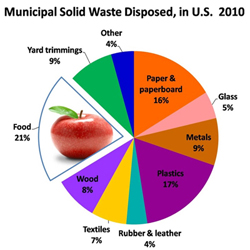 Municipal Solid Waste Disposed, in U.S. 2010
Other
4%
Yard trimmings
9%
Paper &
paperboard
16%
Glass
5%
Metals
9%
Food
21%
Plastics
17%
Wood
8%
Textiles
7%
Rubber & leather
4%